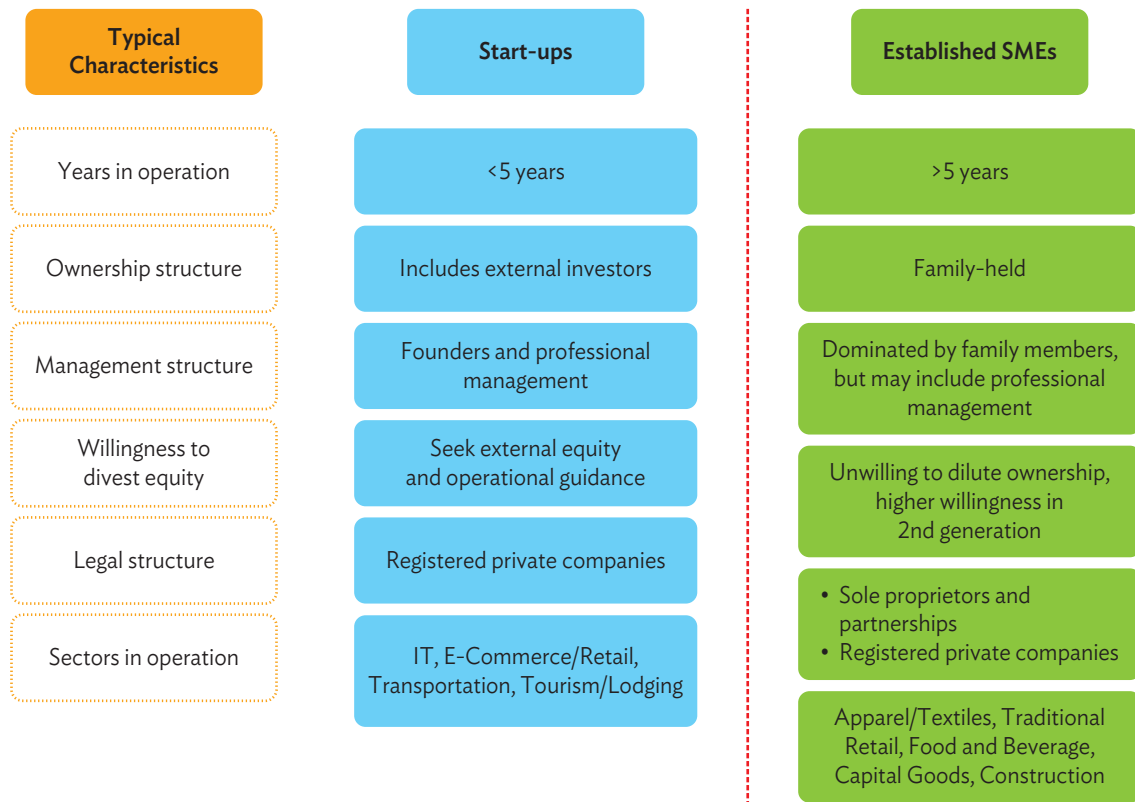 Typical
Characteristics
Start-ups
Established SMEs
Years in operation
<5 years
>5 years
Ownership structure
Includes external investors
Family-held
Management structure
Founders and professional
management
Dominated by family members,
but may include professional
management
Willingness to
divest equity
Seek external equity
and operational guidance
Unwilling to dilute ownership,
higher willingness in
2nd generation
Legal structure
Registered private companies
• Sole proprietors and
partnerships
• Registered private companies
Sectors in operation
IT, E-Commerce/Retail,
Transportation, Tourism/Lodging
Apparel/Textiles, Traditional
Retail, Food and Beverage,
Capital Goods, Construction